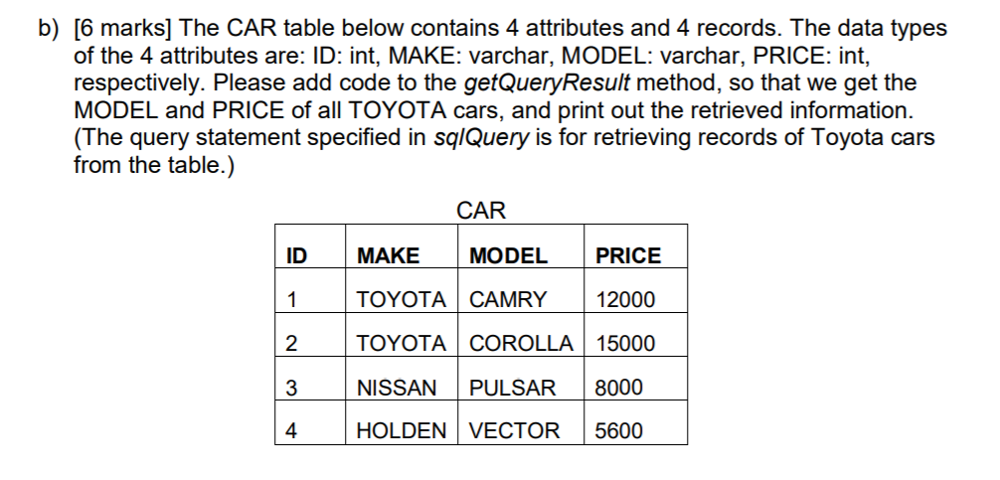 b) [6 marks] The CAR table below contains 4 attributes and 4 records. The data types
of the 4 attributes are: ID: int, MAKE: varchar, MODEL: varchar, PRICE: int,
respectively. Please add code to the getQueryResult method, so that we get the
MODEL and PRICE of all TOYOTA cars, and print out the retrieved information.
(The query statement specified in sqlQuery is for retrieving records of Toyota cars
from the table.)
CAR
ID MAKE MODEL PRICE
1 TOYOTA CAMRY 12000
2 TOYOTA COROLLA 15000
3 NISSAN PULSAR 8000
4 HOLDEN VECTOR 5600